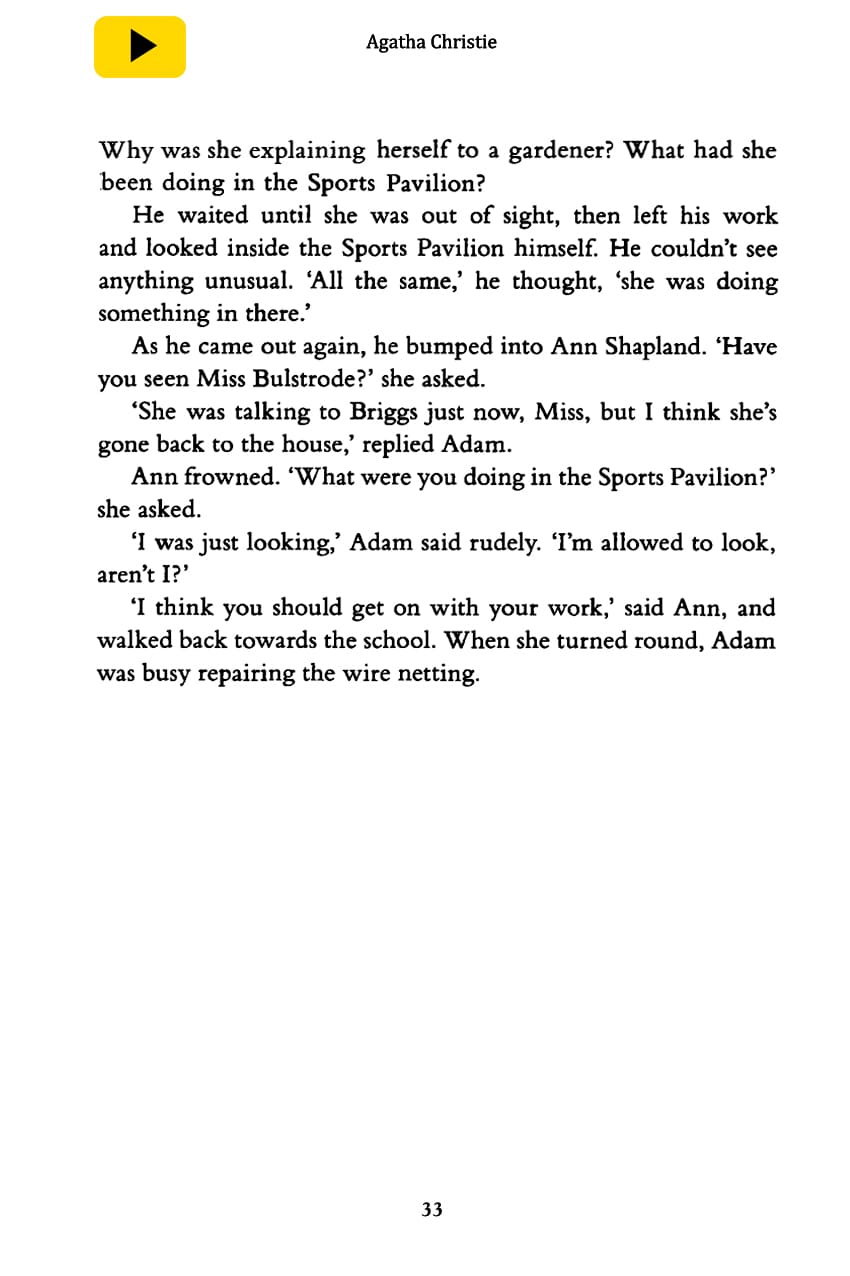 Agatha Christie
Why was she explaining herself to a gardener? What had she
been doing in the Sports Pavilion?
He waited until she was out of sight, then left his work
and looked inside the Sports Pavilion himself. He couldn’t see
anything unusual. ‘All the same,’ he thought, ‘she was doing
something in there.’
As he came out again, he bumped into Ann Shapland. ‘Have
you seen Miss Bulstrode?’ she asked.
‘She was talking to Briggs just now, Miss, but I think she’s
gone back to the house,’ replied Adam.
Ann frowned. ‘What were you doing in the Sports Pavilion?’
she asked.
‘I was just looking,’ Adam said rudely. ‘I’m allowed to look,
aren’t I?’
‘I think you should get on with your work,’ said Ann, and
walked back towards the school. When she turned round, Adam
was busy repairing the wire netting.
33